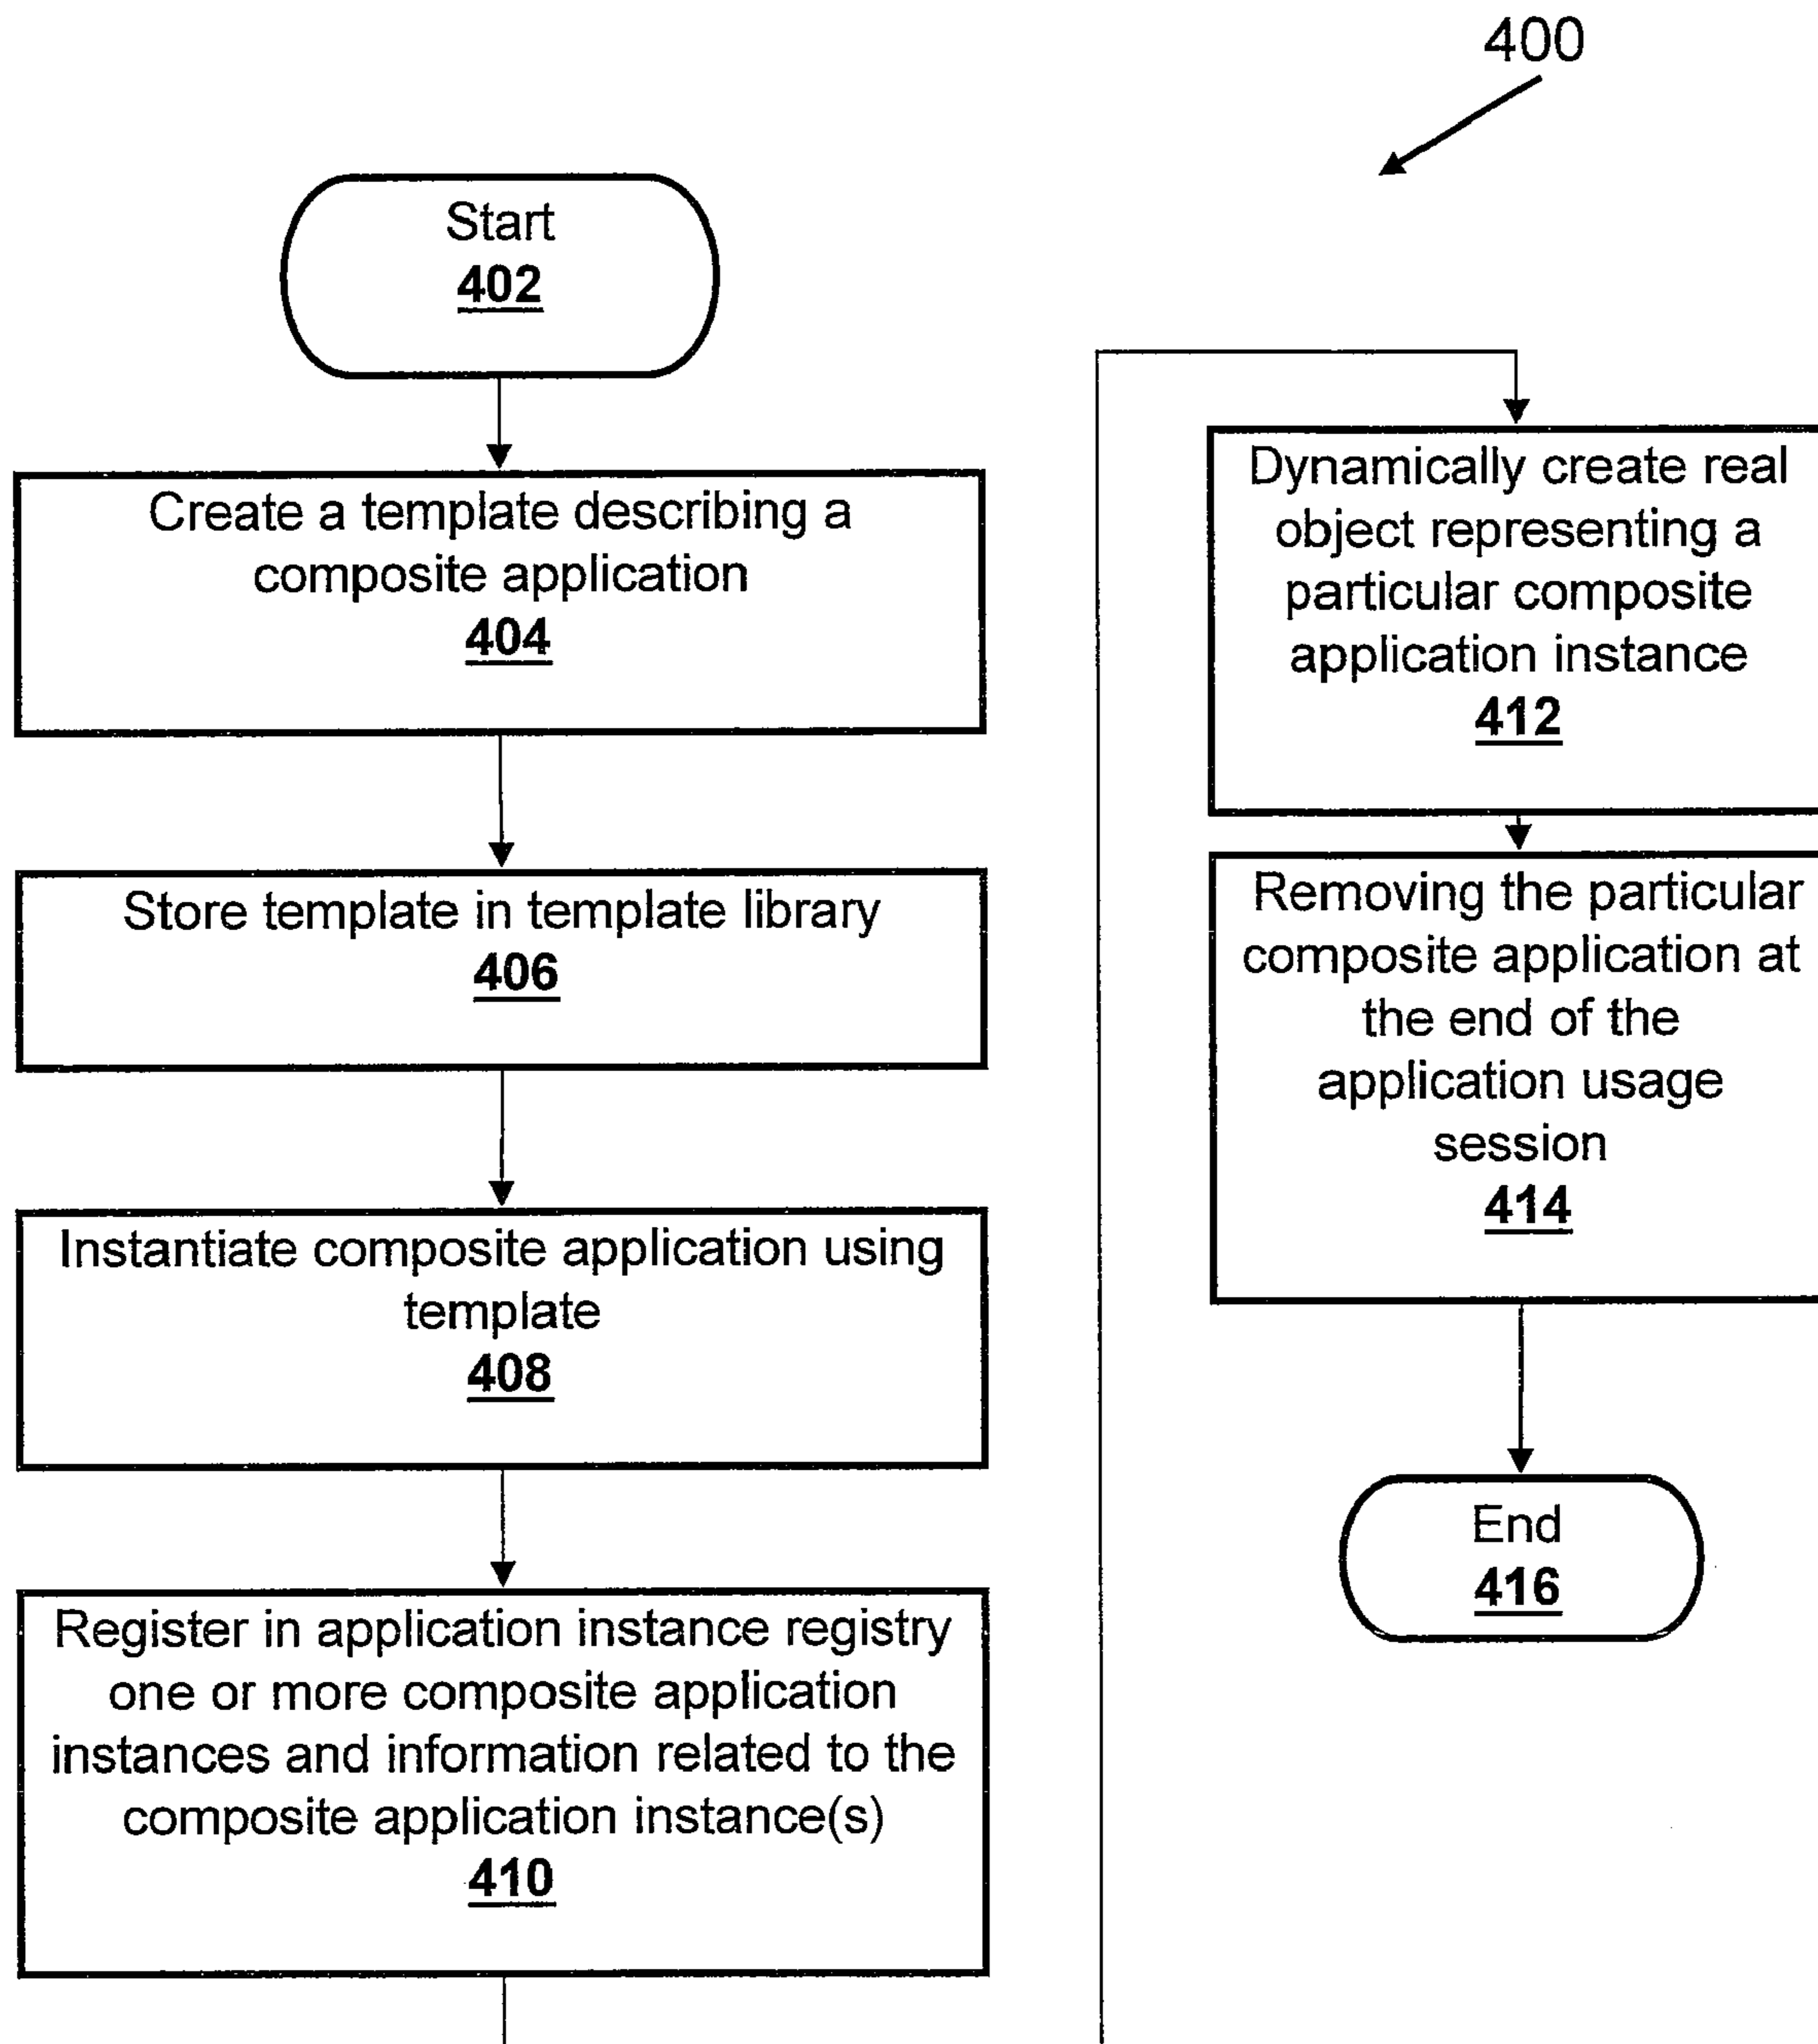 400
Start
402
Create a template describing a
composite application
404
Store template in template library
406
Instantiate composite application using
template
408
Register in application instance registry
one or more composite application
instances and information related to the
composite application instance(s)
410
Dynamically create real
object representing a
particular composite
application instance
412
Removing the particular
composite application at
the end of the
application usage
session
414
End
416